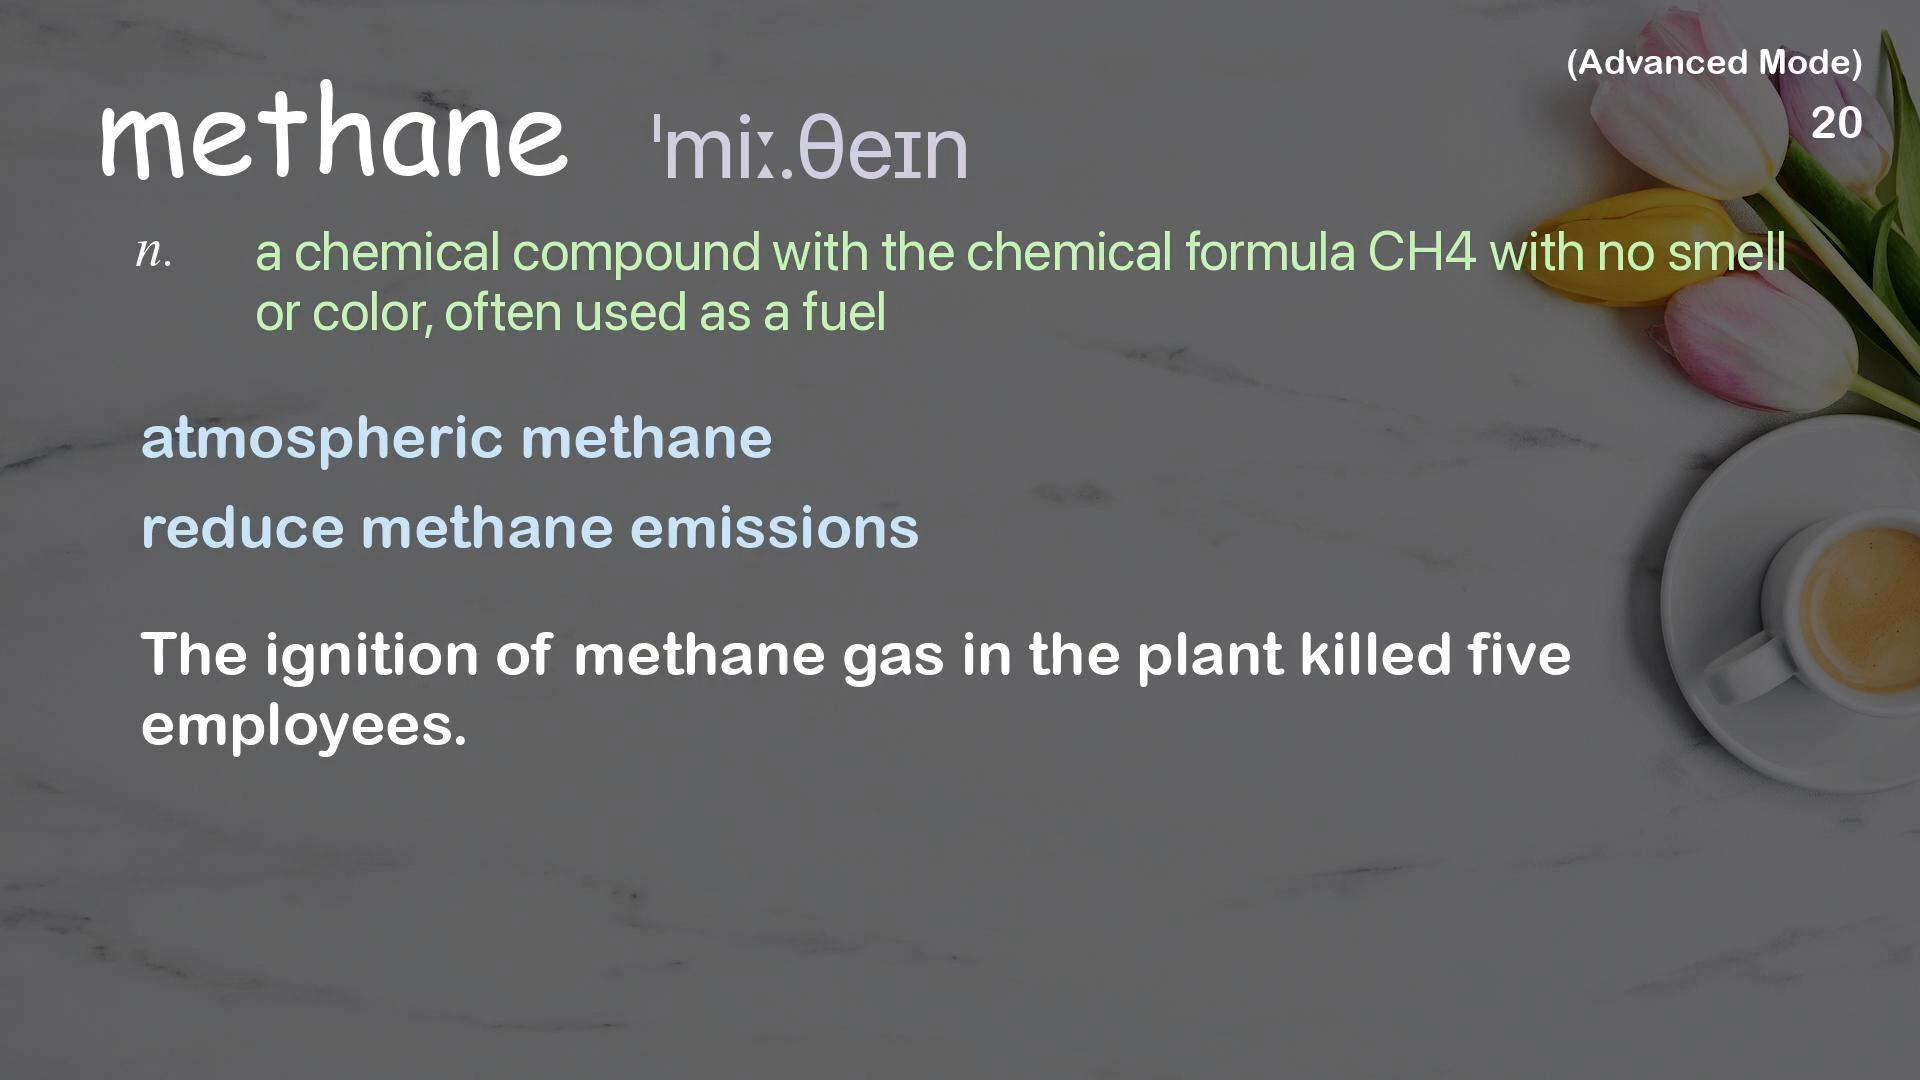 (Advanced Mode)
methane ˈmiː.θeɪn
20
n. a chemical compound with the chemical formula CH4 with no smell
or color, often used as a fuel
atmospheric methane
reduce methane emissions
The ignition of methane gas in the plant killed five
employees.